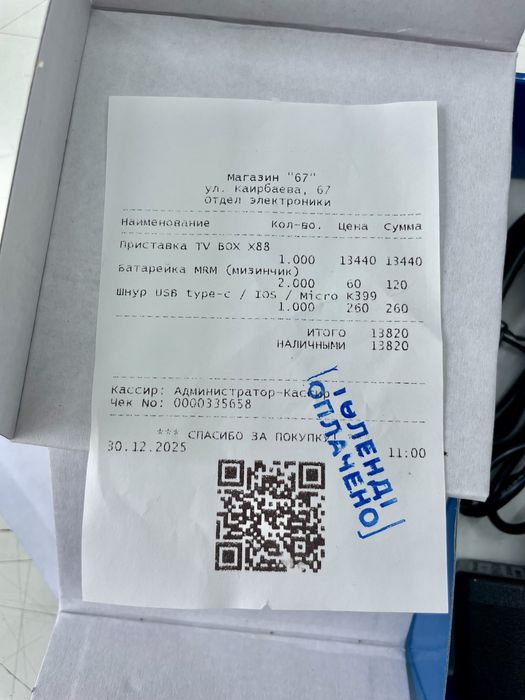 Магазин "67"
ул. Каирбаева, 67
Отдел электроники
Наименование Кол-во. Цена Сумма
Приставка TV BOX X88
1.000 13440 13440
Батарейка MRM (мизинчик)
2.000 60 120
Шнур USB type-c / IOS / Micro K399
1.000 260 260
ИТОГО 13820
НАЛИЧНЫМИ 13820
Кассир: Администратор-Кассир
Чек No: 0000335658
*** СПАСИБО ЗА ПОКУПКУ!
30.12.2025 11:00
ТӨЛЕНДІ
ОПЛАЧЕНО